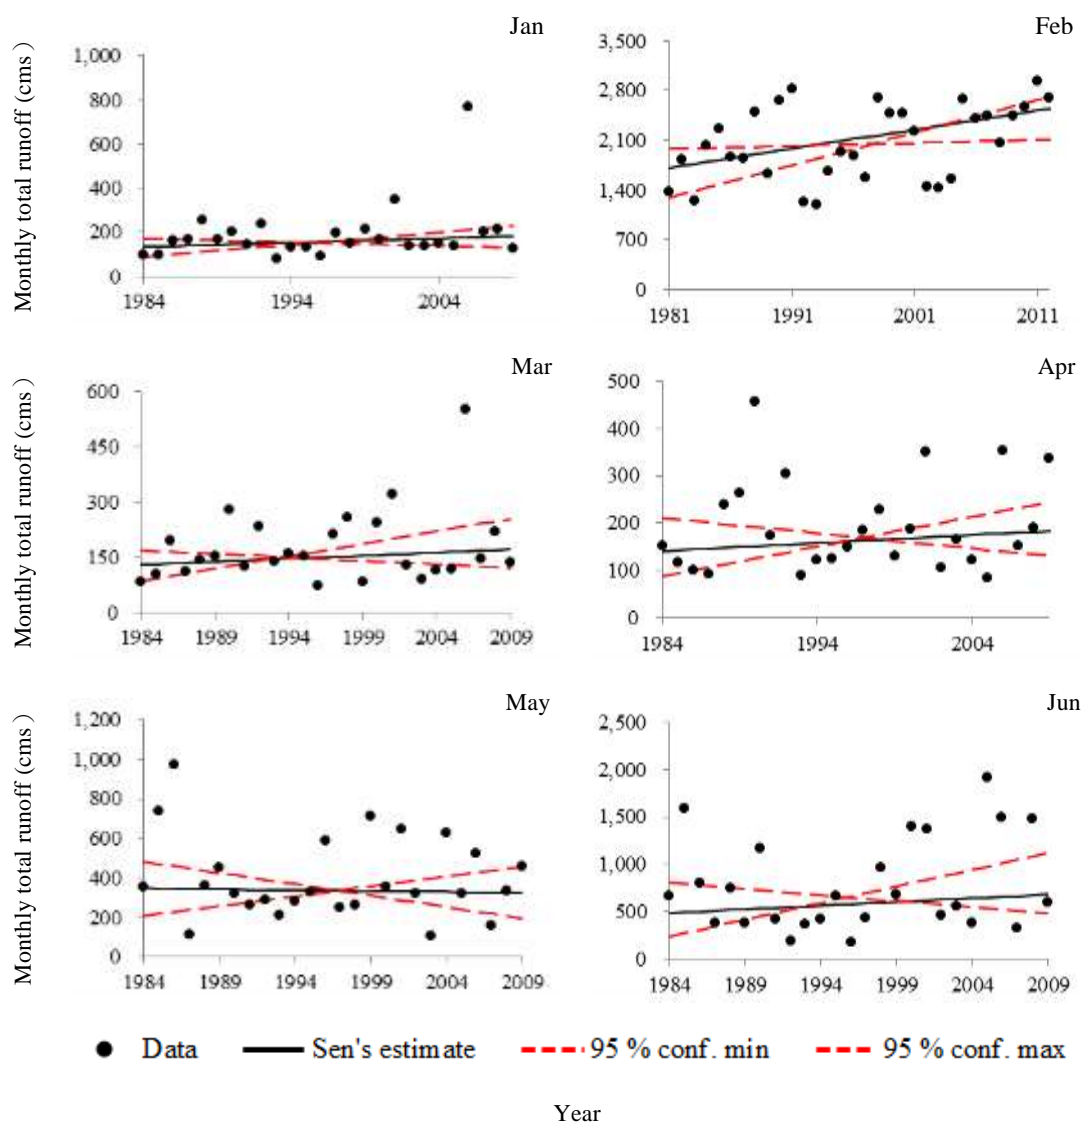 Jan
Monthly total runoff (cms)
1,000
800
600
400
200
0
1984 1994 2004
Feb
3,500
2,800
2,100
1,400
700
0
1981 1991 2001 2011
Mar
Monthly total runoff (cms)
600
450
300
150
0
1984 1989 1994 1999 2004 2009
Apr
500
400
300
200
100
0
1984 1994 2004
May
Monthly total runoff (cms)
1,200
1,000
800
600
400
200
0
1984 1989 1994 1999 2004 2009
Jun
2,500
2,000
1,500
1,000
500
0
1984 1989 1994 1999 2004 2009
Data Sen's estimate 95 % conf. min 95 % conf. max
Year